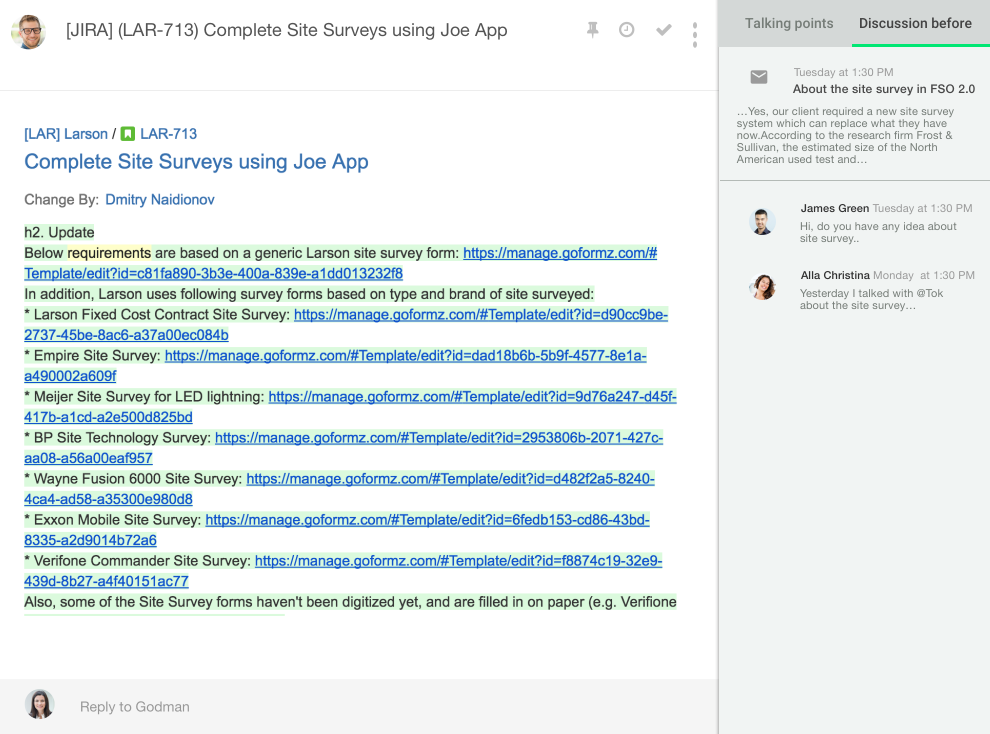 [JIRA] (LAR-713) Complete Site Surveys using Joe App
[LAR] Larson / LAR-713
Complete Site Surveys using Joe App
Change By: Dmitry Naidionov
h2. Update
Below requirements are based on a generic Larson site survey form: https://manage.goformz.com/#
Template/edit?id=c81fa890-3b3e-400a-839e-a1dd013232f8
In addition, Larson uses following survey forms based on type and brand of site surveyed:
* Larson Fixed Cost Contract Site Survey: https://manage.goformz.com/#Template/edit?id=d90cc9be-
2737-45be-8ac6-a37a00ec084b
* Empire Site Survey: https://manage.goformz.com/#Template/edit?id=dad18b6b-5b9f-4577-8e1a-
a490002a609f
* Meijer Site Survey for LED lightning: https://manage.goformz.com/#Template/edit?id=9d76a247-d45f-
417b-a1cd-a2e500d825bd
* BP Site Technology Survey: https://manage.goformz.com/#Template/edit?id=2953806b-2071-427c-
aa08-a56a00eaf957
* Wayne Fusion 6000 Site Survey: https://manage.goformz.com/#Template/edit?id=d482f2a5-8240-
4ca4-ad58-a35300e980d8
* Exxon Mobile Site Survey: https://manage.goformz.com/#Template/edit?id=6fedb153-cd86-43bd-
8335-a2d9014b72a6
* Verifone Commander Site Survey: https://manage.goformz.com/#Template/edit?id=f8874c19-32e9-
439d-8b27-a4f40151ac77
Also, some of the Site Survey forms haven't been digitized yet, and are filled in on paper (e.g. Verifione
Reply to Godman
Talking points
Discussion before
Tuesday at 1:30 PM
About the site survey in FSO 2.0
…Yes, our client required a new site survey
system which can replace what they have
now.According to the research firm Frost &
Sullivan, the estimated size of the North
American used test and…
James Green Tuesday at 1:30 PM
Hi, do you have any idea about
site survey..
Alla Christina Monday at 1:30 PM
Yesterday I talked with @Tok
about the site survey…